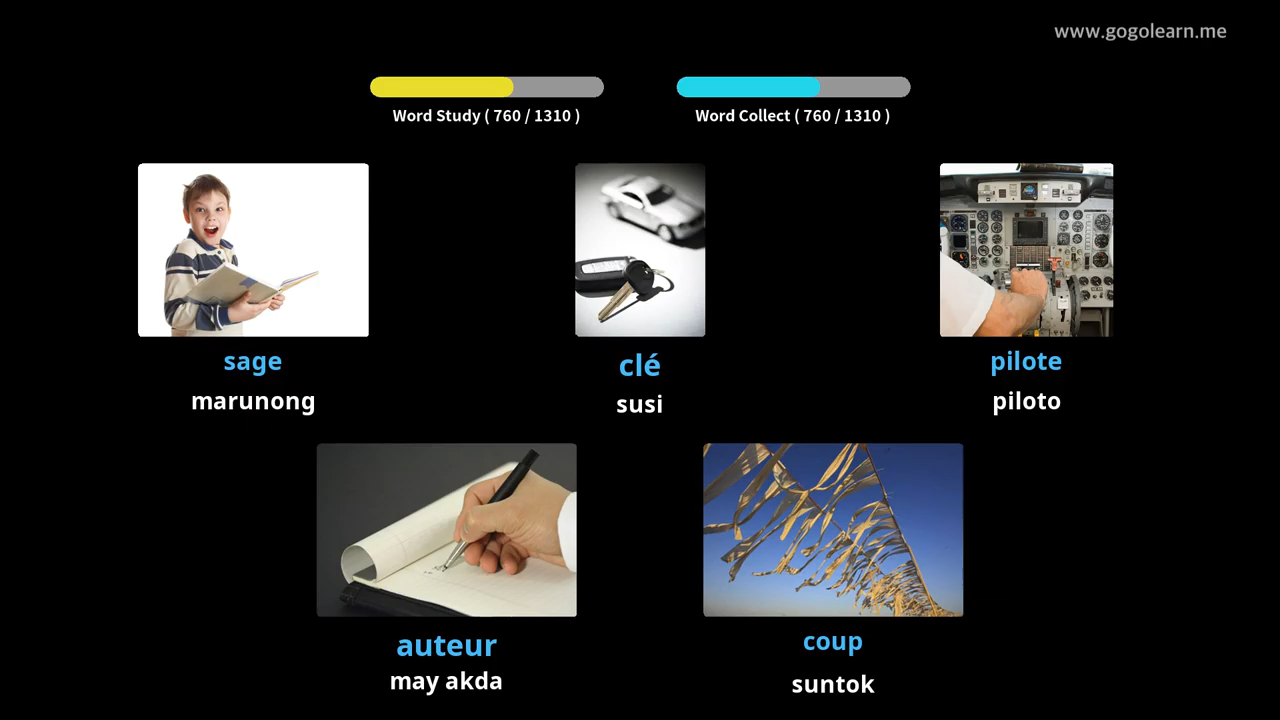 www.gogolearn.me
Word Study ( 760 / 1310 )
Word Collect ( 760 / 1310 )
sage
marunong
clé
susi
pilote
piloto
auteur
may akda
coup
suntok